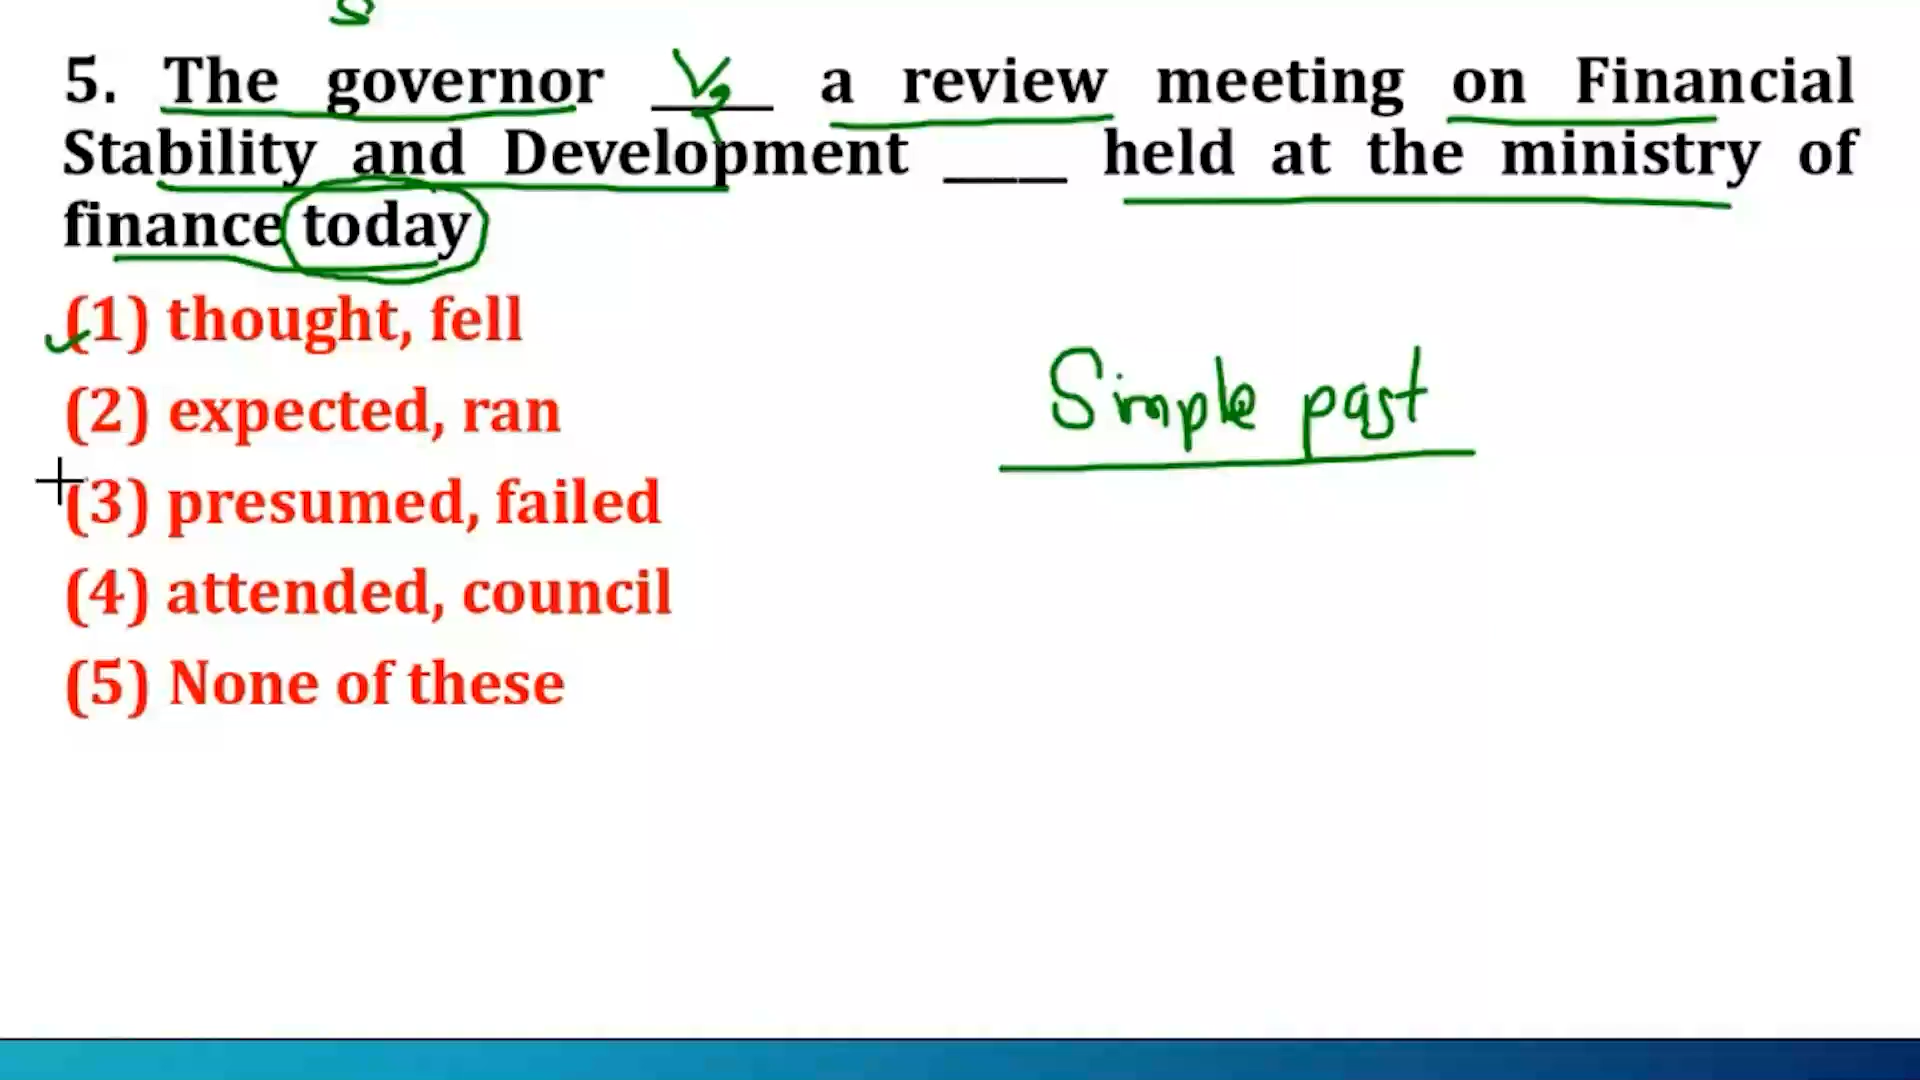 S
5. The governor ____ a review meeting on Financial
V2
Stability and Development ____ held at the ministry of
finance today
(1) thought, fell
(2) expected, ran
(3) presumed, failed
(4) attended, council
(5) None of these
Simple past